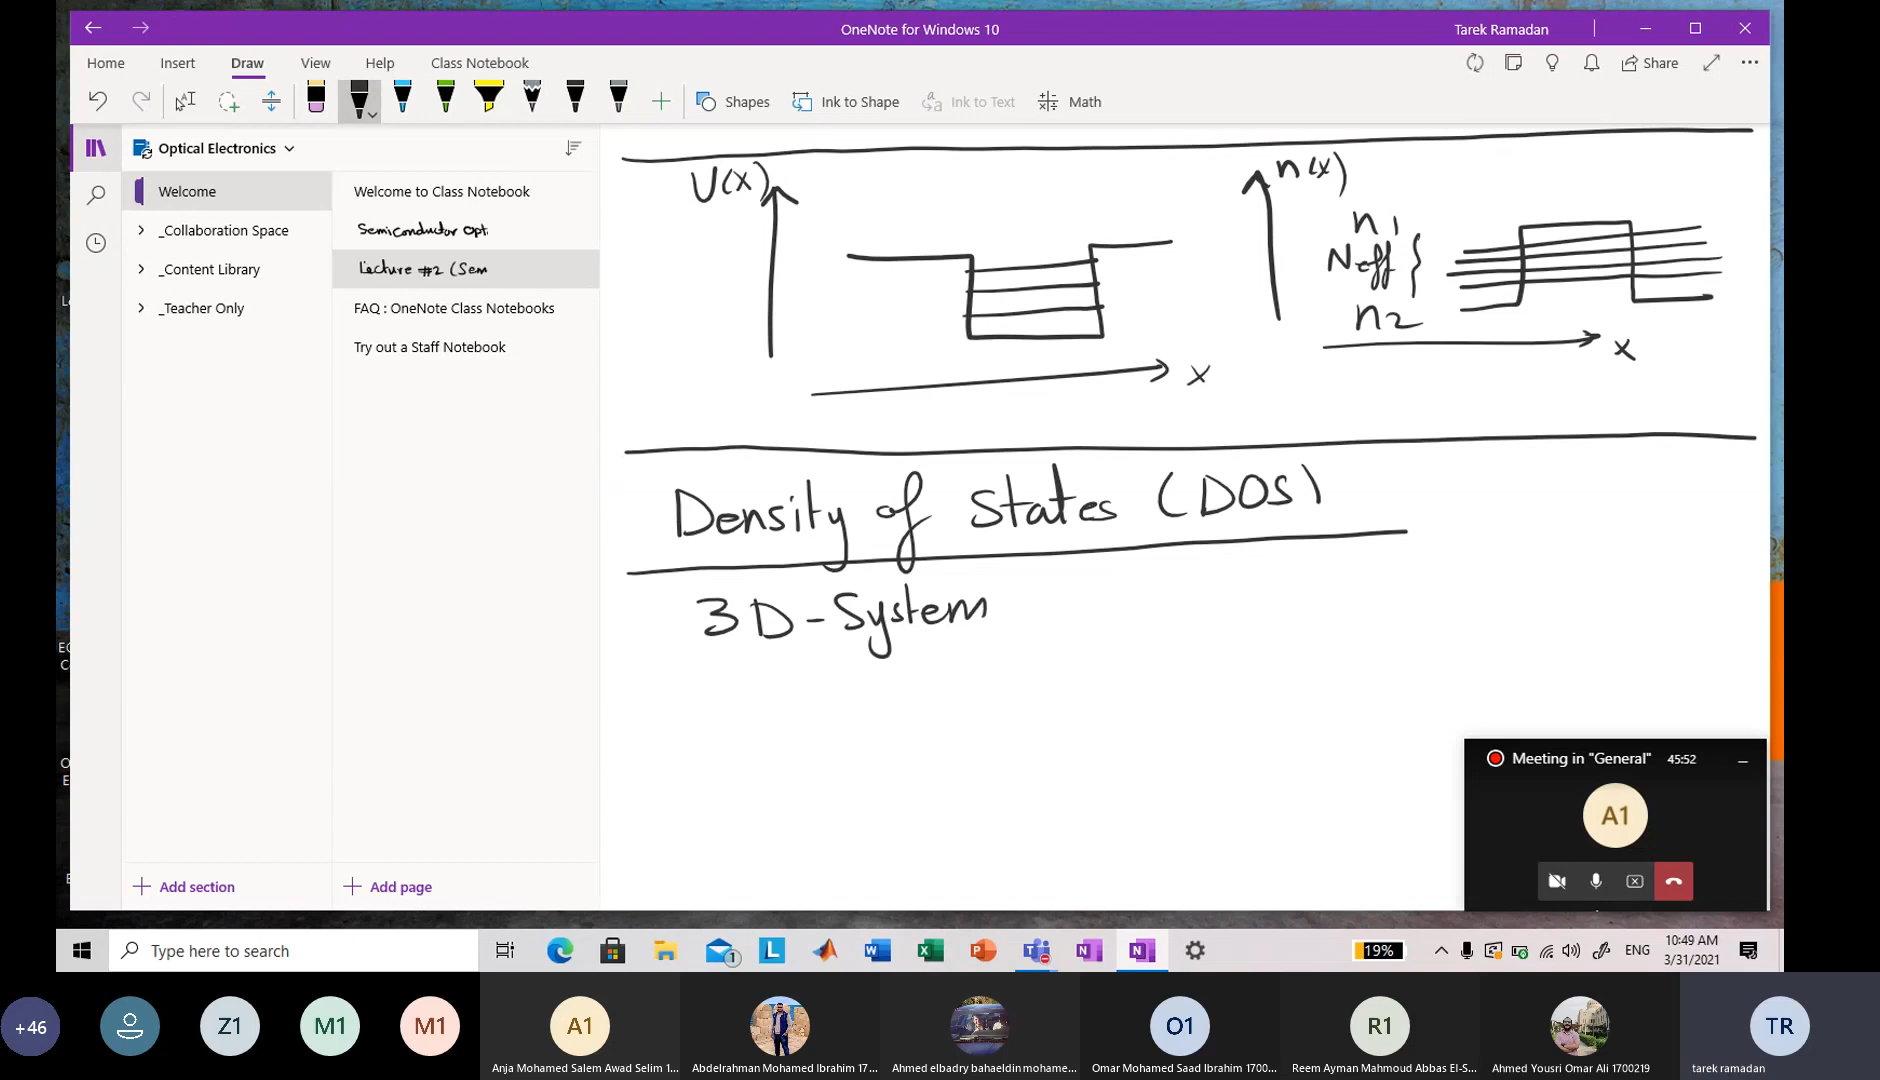 OneNote for Windows 10
Tarek Ramadan
Home Insert Draw View Help Class Notebook
Share
Shapes Ink to Shape Ink to Text Math
Optical Electronics
Welcome
_Collaboration Space
_Content Library
_Teacher Only
Welcome to Class Notebook
Semiconductor Opti
Lecture #2 (Sem
FAQ : OneNote Class Notebooks
Try out a Staff Notebook
Add section
Add page
U(x)
x
n(x)
n1
Neff
n2
x
Density of States (DOS)
3D-System
Meeting in "General" 45:52
A1
Type here to search
1
L
19%
ENG
10:49 AM
3/31/2021
+46
Z1
M1
M1
A1
O1
R1
TR
Anja Mohamed Salem Awad Selim 1...
Abdelrahman Mohamed Ibrahim 17...
Ahmed elbadry bahaeldin mohame...
Omar Mohamed Saad Ibrahim 1700...
Reem Ayman Mahmoud Abbas El-S...
Ahmed Yousri Omar Ali 1700219
tarek ramadan